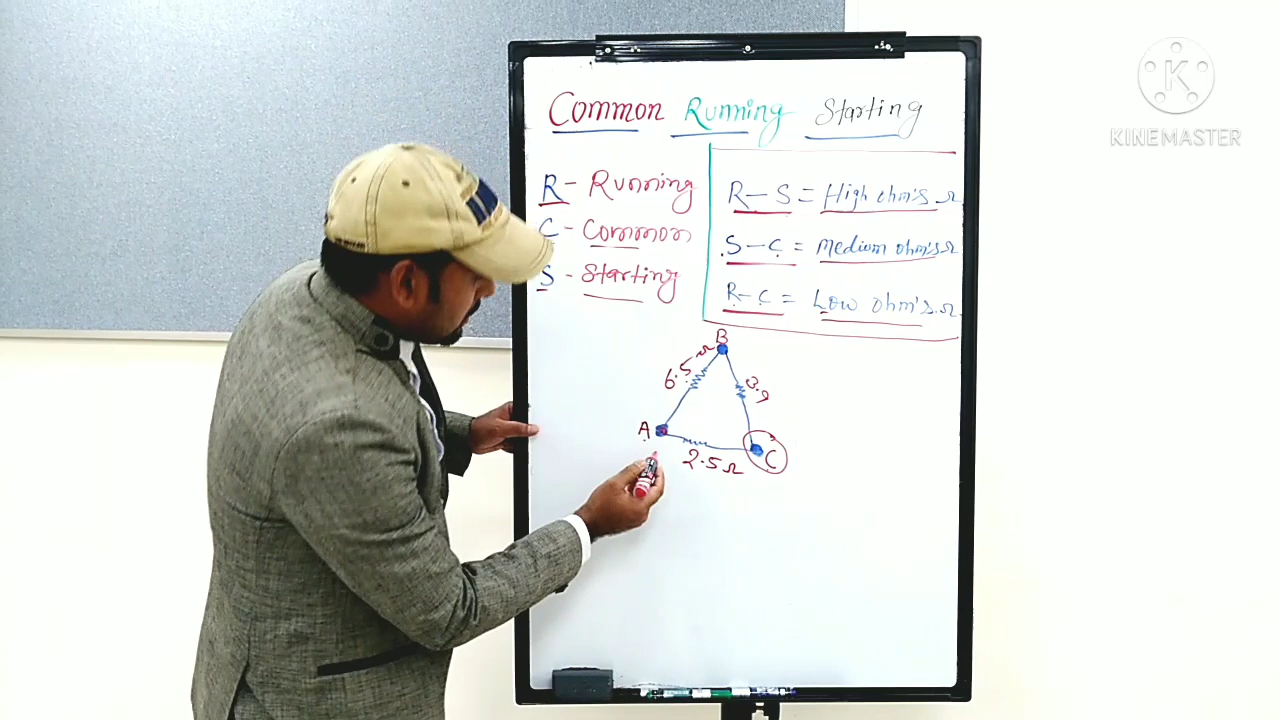 Common Running Starting
R- Running
C- Common
S- Starting
R-S = High ohm's Ω
S-C = Medium ohm's Ω
R-C = Low ohm's.Ω.
B
6.5 Ω
3.9
A
2.5 Ω
C
K
KINEMASTER